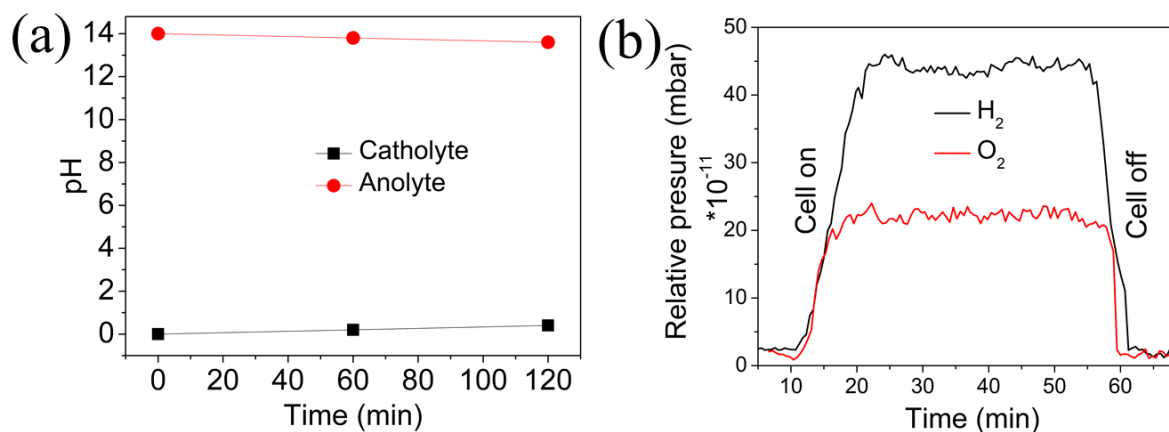 (a)
14
12
10
8
6
4
2
0
pH
Catholyte
Anolyte
0 20 40 60 80 100 120
Time (min)
(b)
50
40
30
20
10
0
Relative presure (mbar)
*10-11
H2
O2
Cell on
Cell off
10 20 30 40 50 60
Time (min)